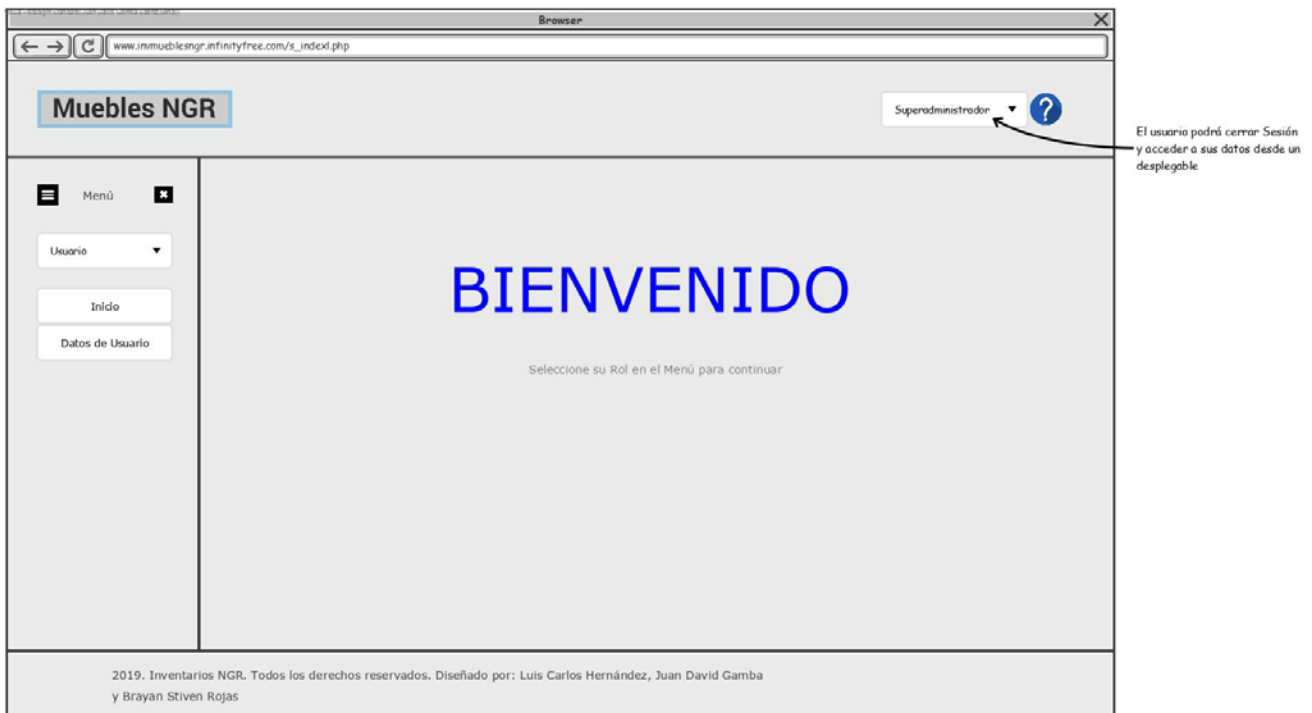 Browser
www.inmueblesngr.infinityfree.com/s_index1.php
Muebles NGR
Superadministrador
?
El usuario podrá cerrar Sesión
y acceder a sus datos desde un
desplegable
Menú
Usuario
Inicio
Datos de Usuario
BIENVENIDO
Seleccione su Rol en el Menú para continuar
2019. Inventarios NGR. Todos los derechos reservados. Diseñado por: Luis Carlos Hernández, Juan David Gamba
y Brayan Stiven Rojas